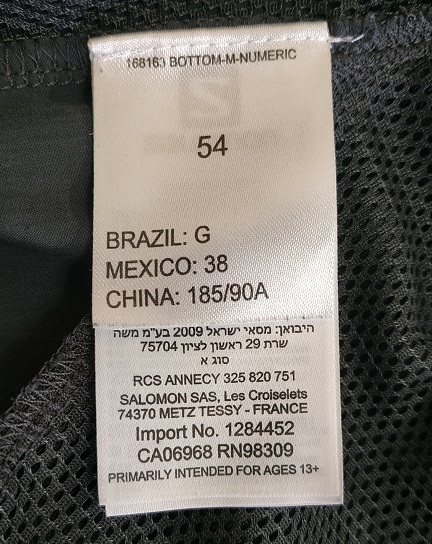 168163 BOTTOM-M-NUMERIC
54
BRAZIL: G
MEXICO: 38
CHINA: 185/90A
היבואן: מסאי ישראל 2009 בע"מ משה
שרת 29 ראשון לציון 75704
סוג א
RCS ANNECY 325 820 751
SALOMON SAS, Les Croiselets
74370 METZ TESSY - FRANCE
Import No. 1284452
CA06968 RN98309
PRIMARILY INTENDED FOR AGES 13+